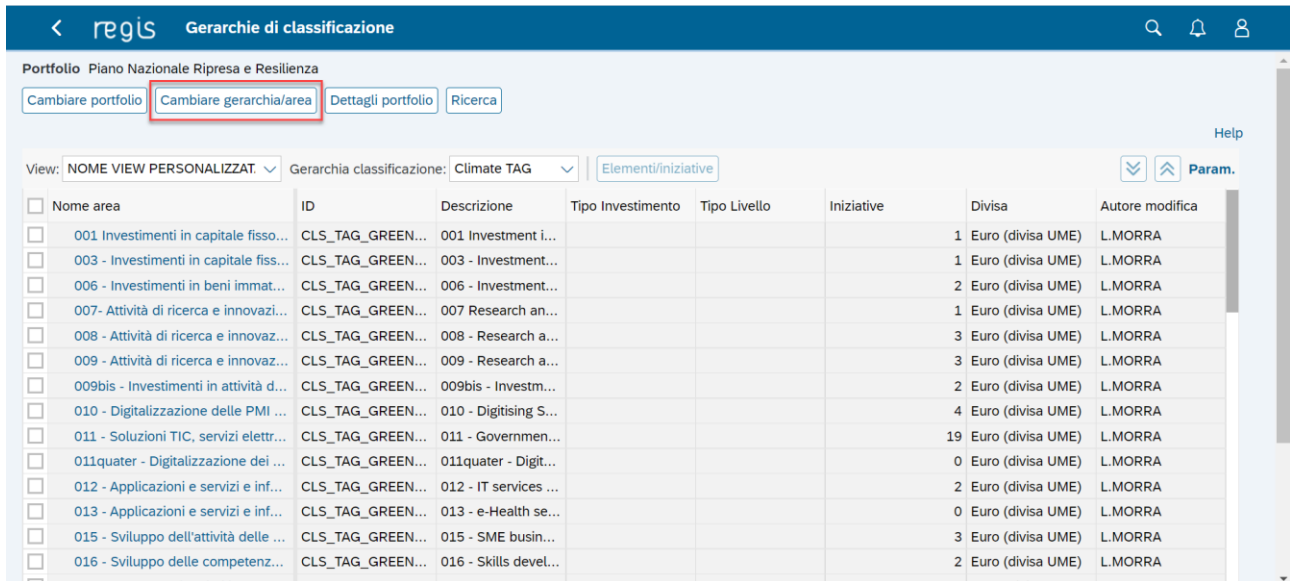 regis Gerarchie di classificazione
Portfolio Piano Nazionale Ripresa e Resilienza
Cambiare portfolio Cambiare gerarchia/area Dettagli portfolio Ricerca
Help
View: NOME VIEW PERSONALIZZAT. Gerarchia classificazione: Climate TAG Elementi/iniziative Param.
Nome area ID Descrizione Tipo Investimento Tipo Livello Iniziative Divisa Autore modifica
001 Investimenti in capitale fisso... CLS_TAG_GREEN... 001 Investment i... 1 Euro (divisa UME) L.MORRA
003 - Investimenti in capitale fiss... CLS_TAG_GREEN... 003 - Investment... 1 Euro (divisa UME) L.MORRA
006 - Investimenti in beni immat... CLS_TAG_GREEN... 006 - Investment... 2 Euro (divisa UME) L.MORRA
007- Attività di ricerca e innovazi... CLS_TAG_GREEN... 007 Research an... 1 Euro (divisa UME) L.MORRA
008 - Attività di ricerca e innovaz... CLS_TAG_GREEN... 008 - Research a... 3 Euro (divisa UME) L.MORRA
009 - Attività di ricerca e innovaz... CLS_TAG_GREEN... 009 - Research a... 3 Euro (divisa UME) L.MORRA
009bis - Investimenti in attività d... CLS_TAG_GREEN... 009bis - Investm... 2 Euro (divisa UME) L.MORRA
010 - Digitalizzazione delle PMI ... CLS_TAG_GREEN... 010 - Digitising S... 4 Euro (divisa UME) L.MORRA
011 - Soluzioni TIC, servizi elettr... CLS_TAG_GREEN... 011 - Governmen... 19 Euro (divisa UME) L.MORRA
011quater - Digitalizzazione dei ... CLS_TAG_GREEN... 011quater - Digit... 0 Euro (divisa UME) L.MORRA
012 - Applicazioni e servizi e inf... CLS_TAG_GREEN... 012 - IT services ... 2 Euro (divisa UME) L.MORRA
013 - Applicazioni e servizi e inf... CLS_TAG_GREEN... 013 - e-Health se... 0 Euro (divisa UME) L.MORRA
015 - Sviluppo dell'attività delle ... CLS_TAG_GREEN... 015 - SME busin... 3 Euro (divisa UME) L.MORRA
016 - Sviluppo delle competenz... CLS_TAG_GREEN... 016 - Skills devel... 2 Euro (divisa UME) L.MORRA